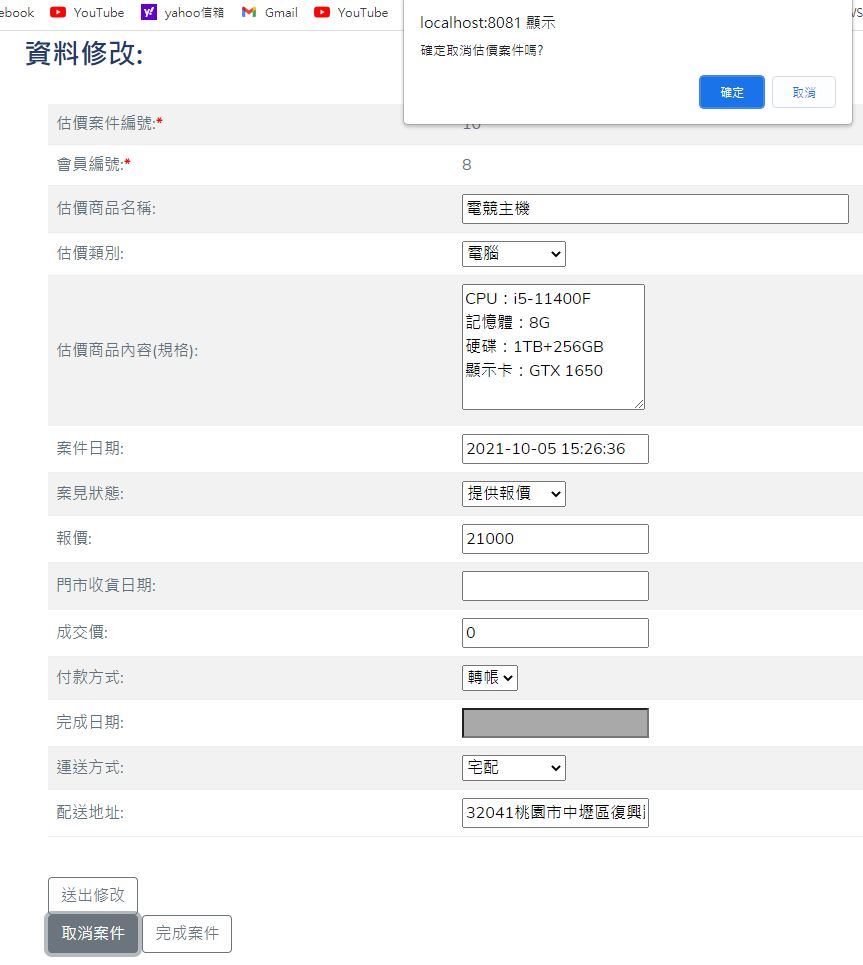 ebook YouTube yahoo信箱 Gmail YouTube
localhost:8081 顯示
確定取消估價案件嗎?
確定 取消
資料修改:
估價案件編號:* 10
會員編號:* 8
估價商品名稱: 電競主機
估價類別: 電腦
估價商品內容(規格):
CPU：i5-11400F
記憶體：8G
硬碟：1TB+256GB
顯示卡：GTX 1650
案件日期: 2021-10-05 15:26:36
案見狀態: 提供報價
報價: 21000
門市收貨日期:
成交價: 0
付款方式: 轉帳
完成日期:
運送方式: 宅配
配送地址: 32041桃園市中壢區復興
送出修改
取消案件 完成案件